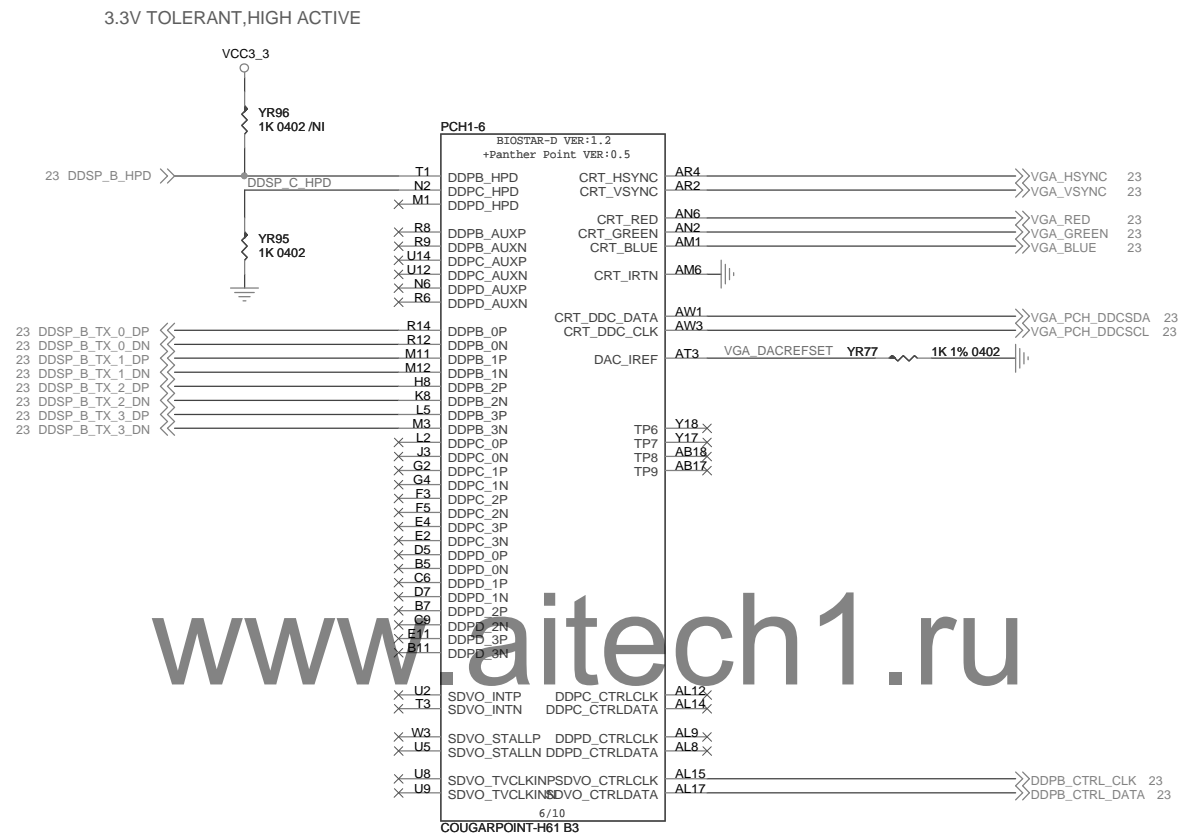 3.3V TOLERANT,HIGH ACTIVE
VCC3_3
YR96
1K 0402 /NI
PCH1-6
BIOSTAR-D VER:1.2
+Panther Point VER:0.5
23 DDSP_B_HPD T1 DDPB_HPD CRT_HSYNC AR4 VGA_HSYNC 23
DDSP_C_HPD N2 DDPC_HPD CRT_VSYNC AR2 VGA_VSYNC 23
M1 DDPD_HPD
CRT_RED AN6 VGA_RED 23
R8 DDPB_AUXP CRT_GREEN AN2 VGA_GREEN 23
YR95 R9 DDPB_AUXN CRT_BLUE AM1 VGA_BLUE 23
1K 0402 U14 DDPC_AUXP
U12 DDPC_AUXN CRT_IRTN AM6
N6 DDPD_AUXP
R6 DDPD_AUXN
CRT_DDC_DATA AW1 VGA_PCH_DDCSDA 23
23 DDSP_B_TX_0_DP R14 DDPB_0P CRT_DDC_CLK AW3 VGA_PCH_DDCSCL 23
23 DDSP_B_TX_0_DN R12 DDPB_0N
23 DDSP_B_TX_1_DP M11 DDPB_1P DAC_IREF AT3 VGA_DACREFSET YR77 1K 1% 0402
23 DDSP_B_TX_1_DN M12 DDPB_1N
23 DDSP_B_TX_2_DP H8 DDPB_2P
23 DDSP_B_TX_2_DN K8 DDPB_2N
23 DDSP_B_TX_3_DP L5 DDPB_3P
23 DDSP_B_TX_3_DN M3 DDPB_3N TP6 Y18
L2 DDPC_0P TP7 Y17
J3 DDPC_0N TP8 AB18
G2 DDPC_1P TP9 AB17
G4 DDPC_1N
F3 DDPC_2P
F5 DDPC_2N
E4 DDPC_3P
E2 DDPC_3N
D5 DDPD_0P
B5 DDPD_0N
C6 DDPD_1P
D7 DDPD_1N
B7 DDPD_2P
C9 DDPD_2N
E11 DDPD_3P
B11 DDPD_3N
www.aitech1.ru
U2 SDVO_INTP DDPC_CTRLCLK AL12
T3 SDVO_INTN DDPC_CTRLDATA AL14
W3 SDVO_STALLP DDPD_CTRLCLK AL9
U5 SDVO_STALLN DDPD_CTRLDATA AL8
U8 SDVO_TVCLKINP SDVO_CTRLCLK AL15 DDPB_CTRL_CLK 23
U9 SDVO_TVCLKINN SDVO_CTRLDATA AL17 DDPB_CTRL_DATA 23
6/10
COUGARPOINT-H61 B3